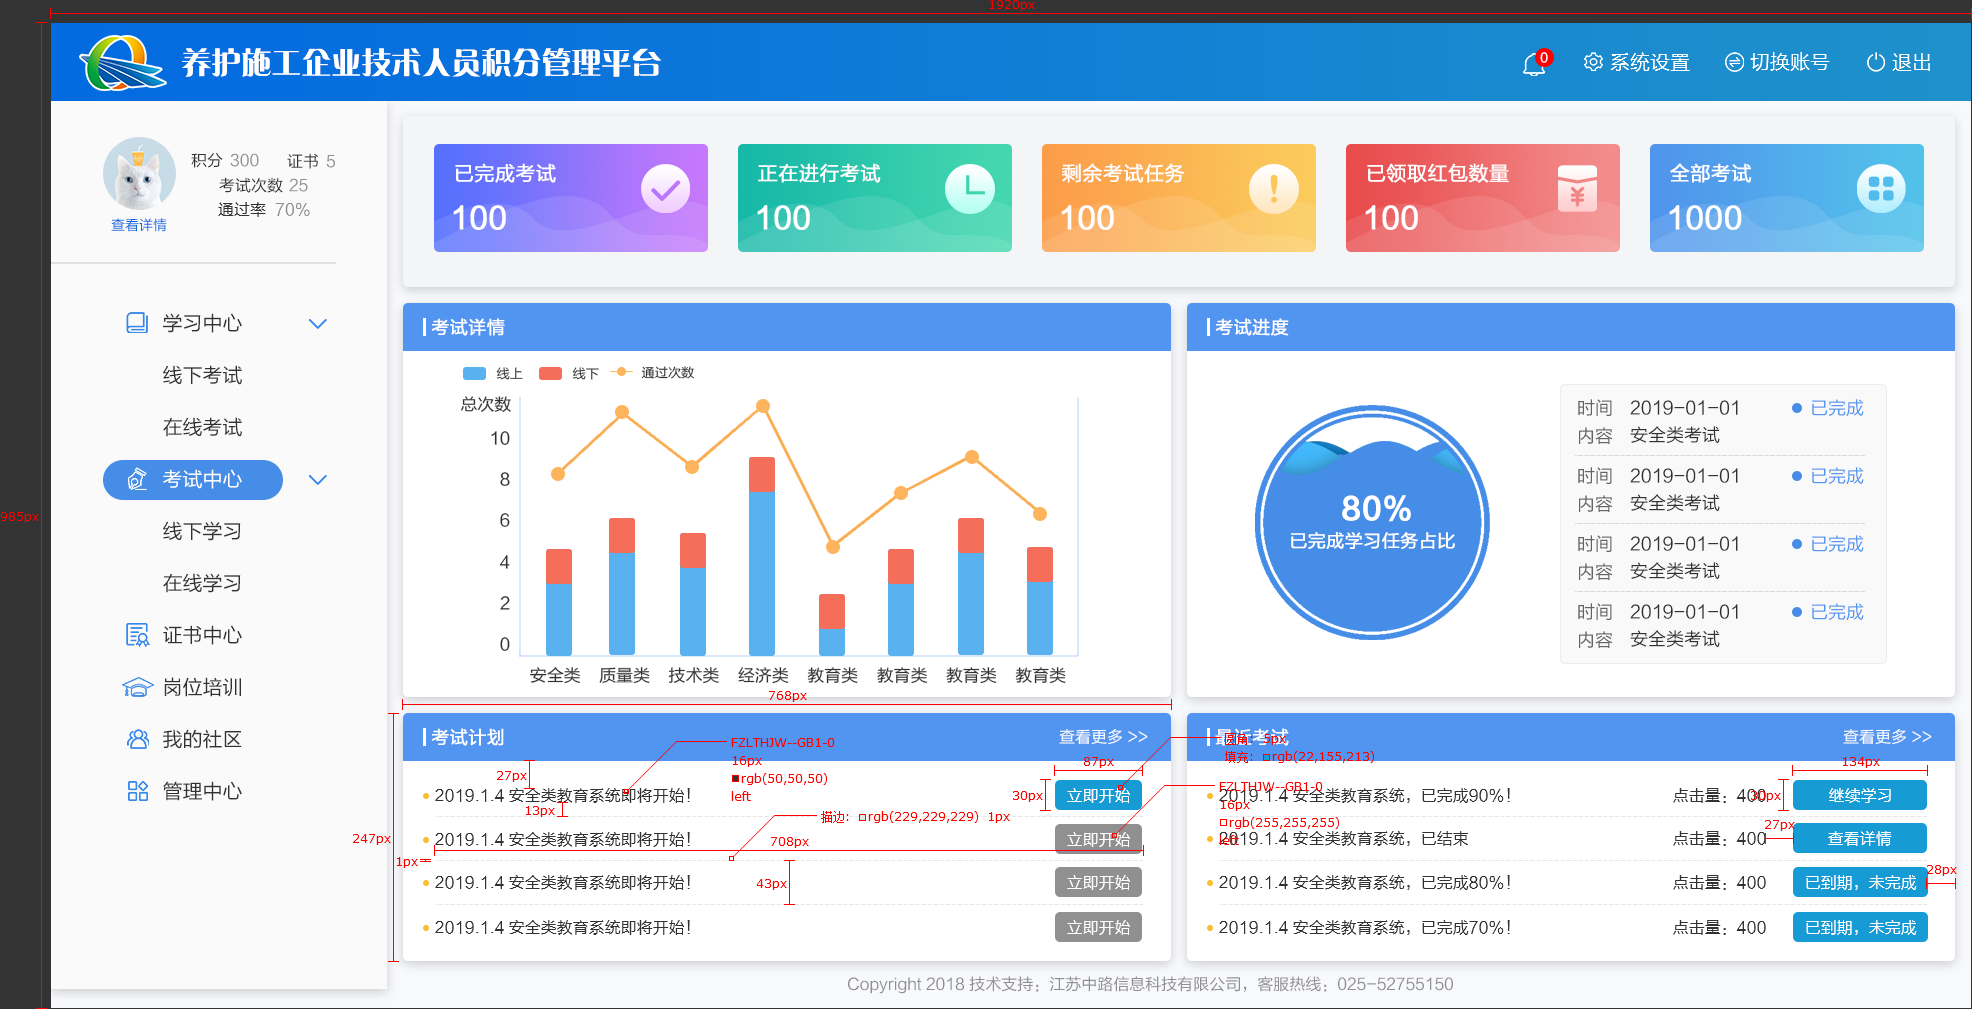 1920px
养护施工企业技术人员积分管理平台
0
系统设置
切换账号
退出
积分 300 证书 5
考试次数 25
通过率 70%
查看详情
学习中心
线下考试
在线考试
考试中心
线下学习
在线学习
证书中心
岗位培训
我的社区
管理中心
985px
已完成考试
100
正在进行考试
100
剩余考试任务
100
已领取红包数量
¥
100
全部考试
1000
考试详情
线上 线下 通过次数
总次数
10
8
6
4
2
0
安全类 质量类 技术类 经济类 教育类 教育类 教育类 教育类
768px
考试进度
80%
已完成学习任务占比
时间 2019-01-01 已完成
内容 安全类考试
时间 2019-01-01 已完成
内容 安全类考试
时间 2019-01-01 已完成
内容 安全类考试
时间 2019-01-01 已完成
内容 安全类考试
考试计划 查看更多 >>
FZLTHJW--GB1-0
16px
rgb(50,50,50)
left
27px
87px
30px
2019.1.4 安全类教育系统即将开始! 立即开始
13px
描边: rgb(229,229,229) 1px
2019.1.4 安全类教育系统即将开始! 立即开始
708px
247px
1px
43px
2019.1.4 安全类教育系统即将开始! 立即开始
2019.1.4 安全类教育系统即将开始! 立即开始
最近考试 查看更多 >>
圆角: 5px
填充: rgb(22,155,213)
134px
FZLTHJW--GB1-0
16px
rgb(255,255,255)
left
2019.1.4 安全类教育系统，已完成90%! 点击量：400 继续学习
30px
27px
2019.1.4 安全类教育系统，已结束 点击量：400 查看详情
28px
2019.1.4 安全类教育系统，已完成80%! 点击量：400 已到期，未完成
2019.1.4 安全类教育系统，已完成70%! 点击量：400 已到期，未完成
Copyright 2018 技术支持：江苏中路信息科技有限公司，客服热线：025-52755150